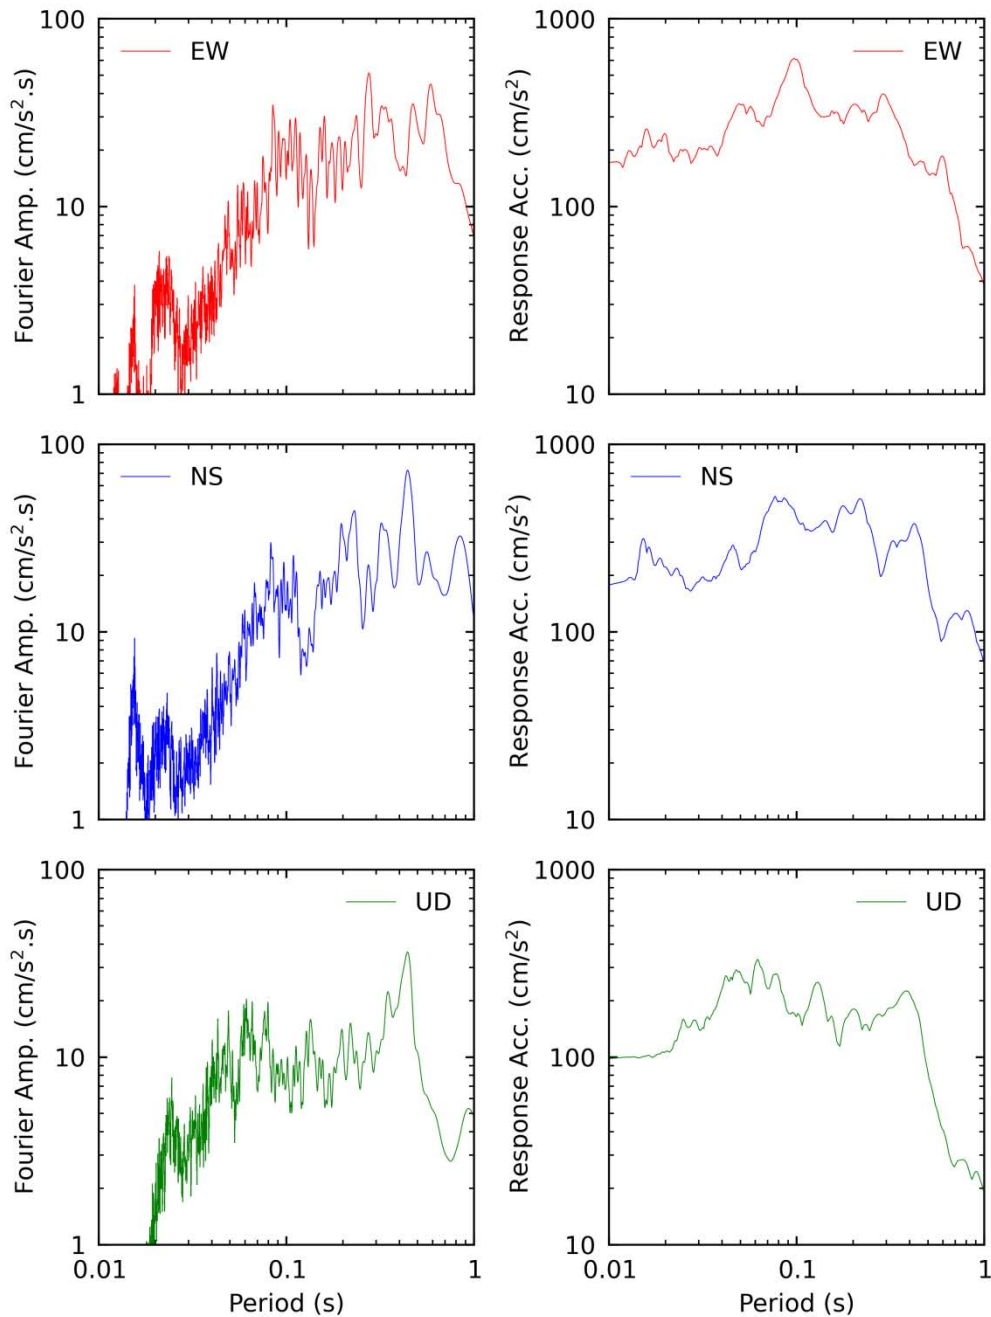 100
10
1
Fourier Amp. (cm/s².s)
EW
1000
100
10
Response Acc. (cm/s²)
EW
100
10
1
Fourier Amp. (cm/s².s)
NS
1000
100
10
Response Acc. (cm/s²)
NS
100
10
1
Fourier Amp. (cm/s².s)
UD
0.01
0.1
1
Period (s)
1000
100
10
Response Acc. (cm/s²)
UD
0.01
0.1
1
Period (s)